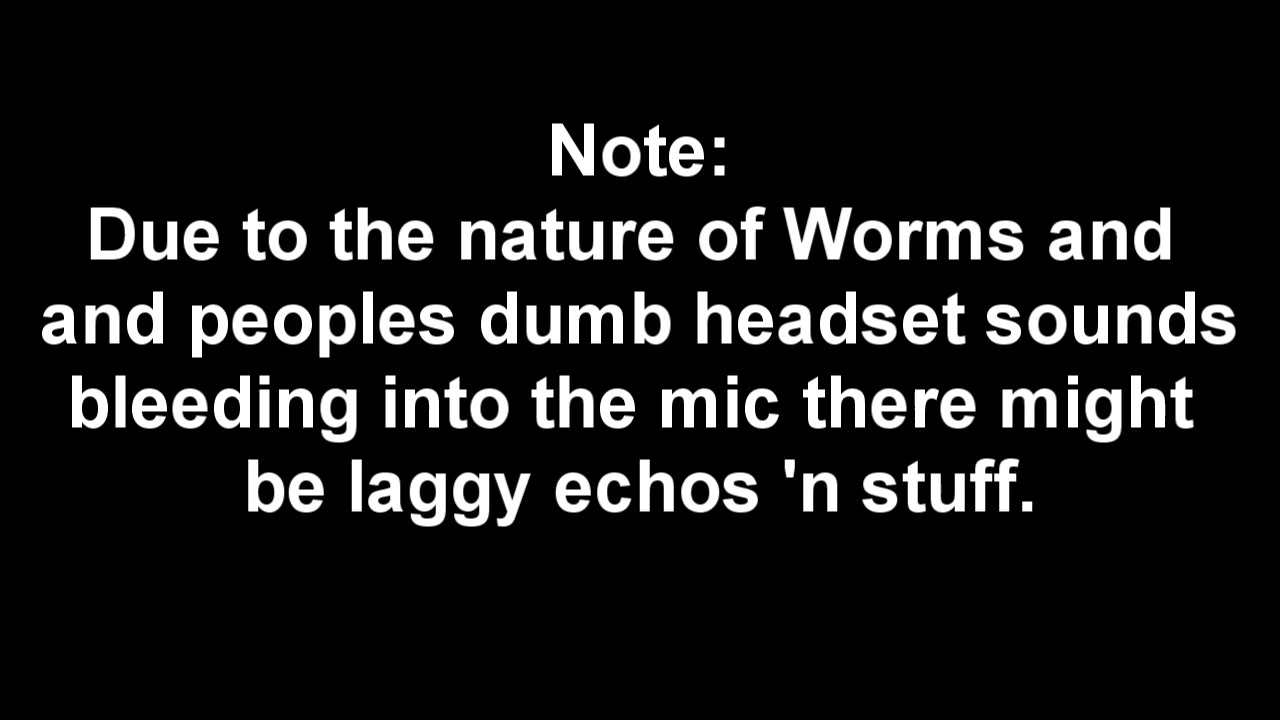 Note:
Due to the nature of Worms and
and peoples dumb headset sounds
bleeding into the mic there might
be laggy echos 'n stuff.